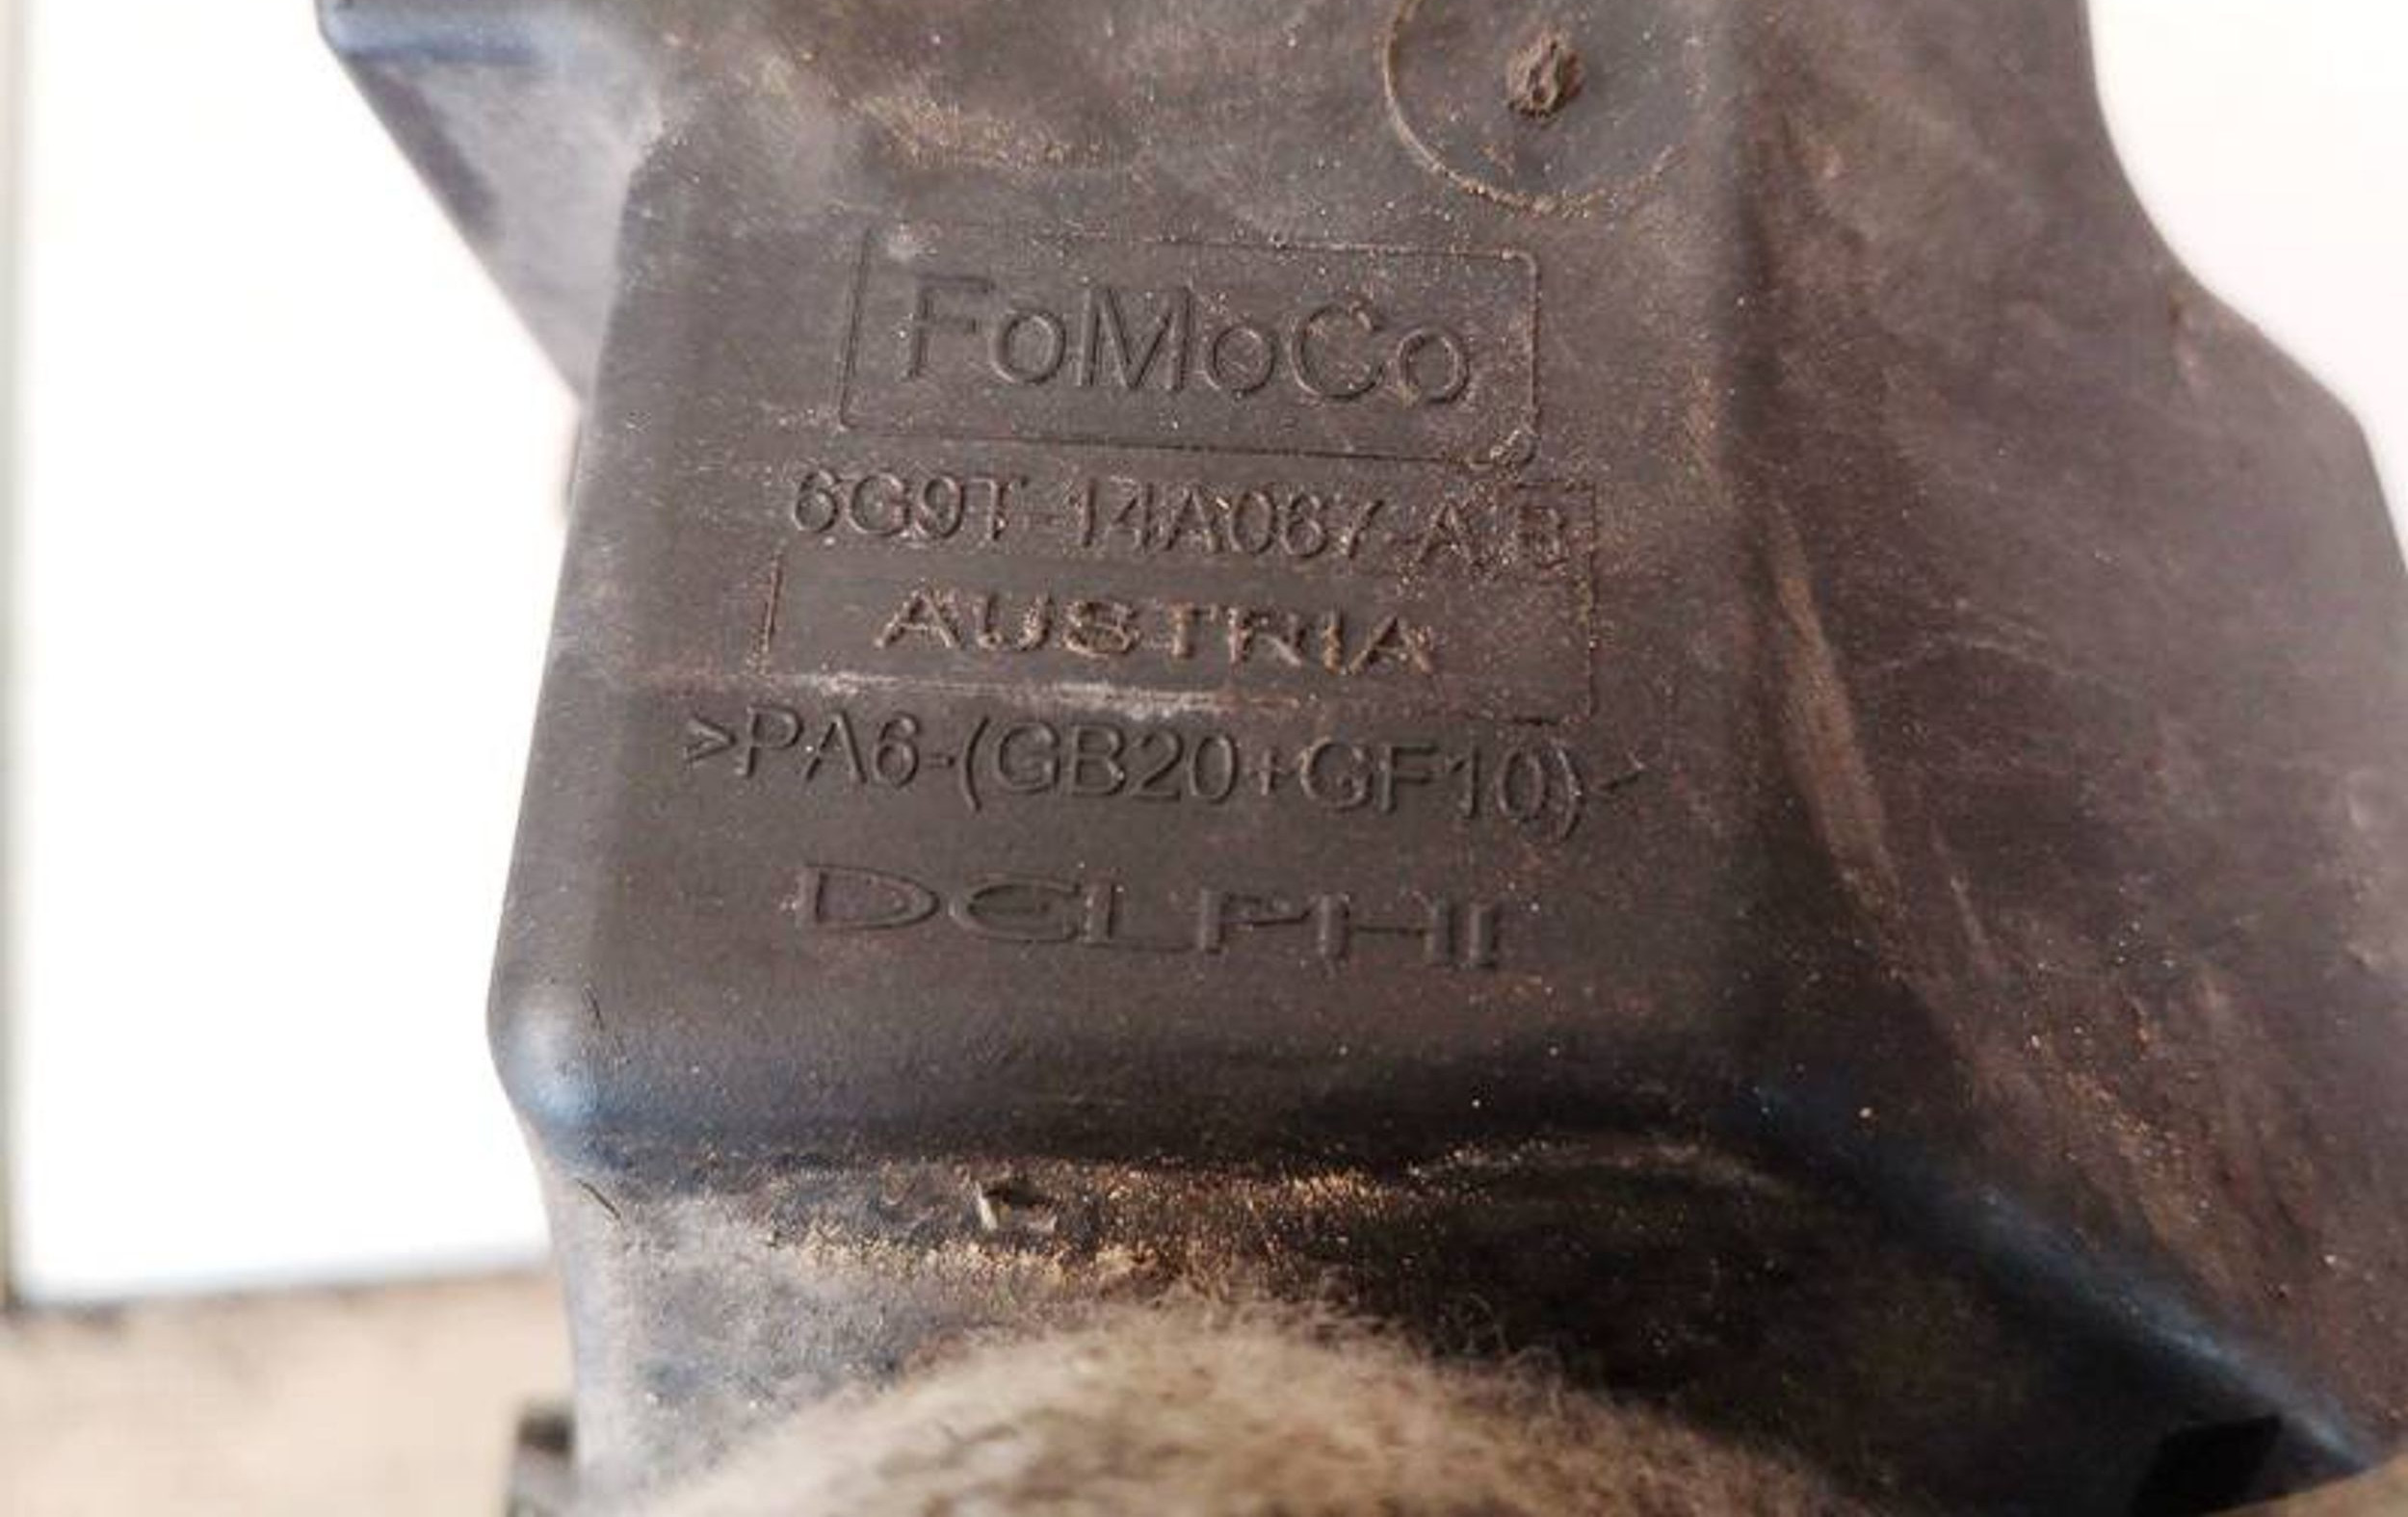 FoMoCo
6G9T-14A067-AB
AUSTRIA
>PA6-(GB20+GF10)<
DELPHI